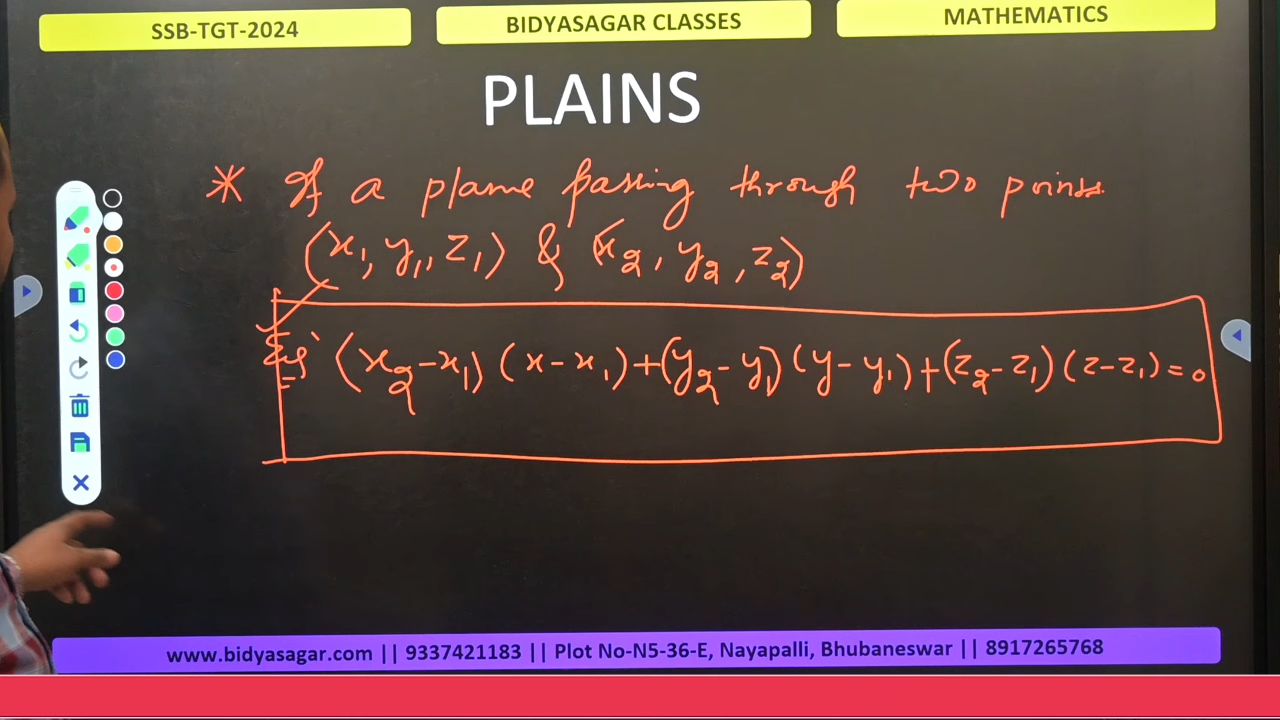 SSB-TGT-2024
BIDYASAGAR CLASSES
MATHEMATICS
PLAINS
* If a plane passing through two points
(x₁, y₁, z₁) & (x₂, y₂, z₂)
Eqⁿ (x₂-x₁) (x-x₁)+(y₂-y₁)(y-y₁)+(z₂-z₁)(z-z₁)=0
www.bidyasagar.com || 9337421183 || Plot No-N5-36-E, Nayapalli, Bhubaneswar || 8917265768